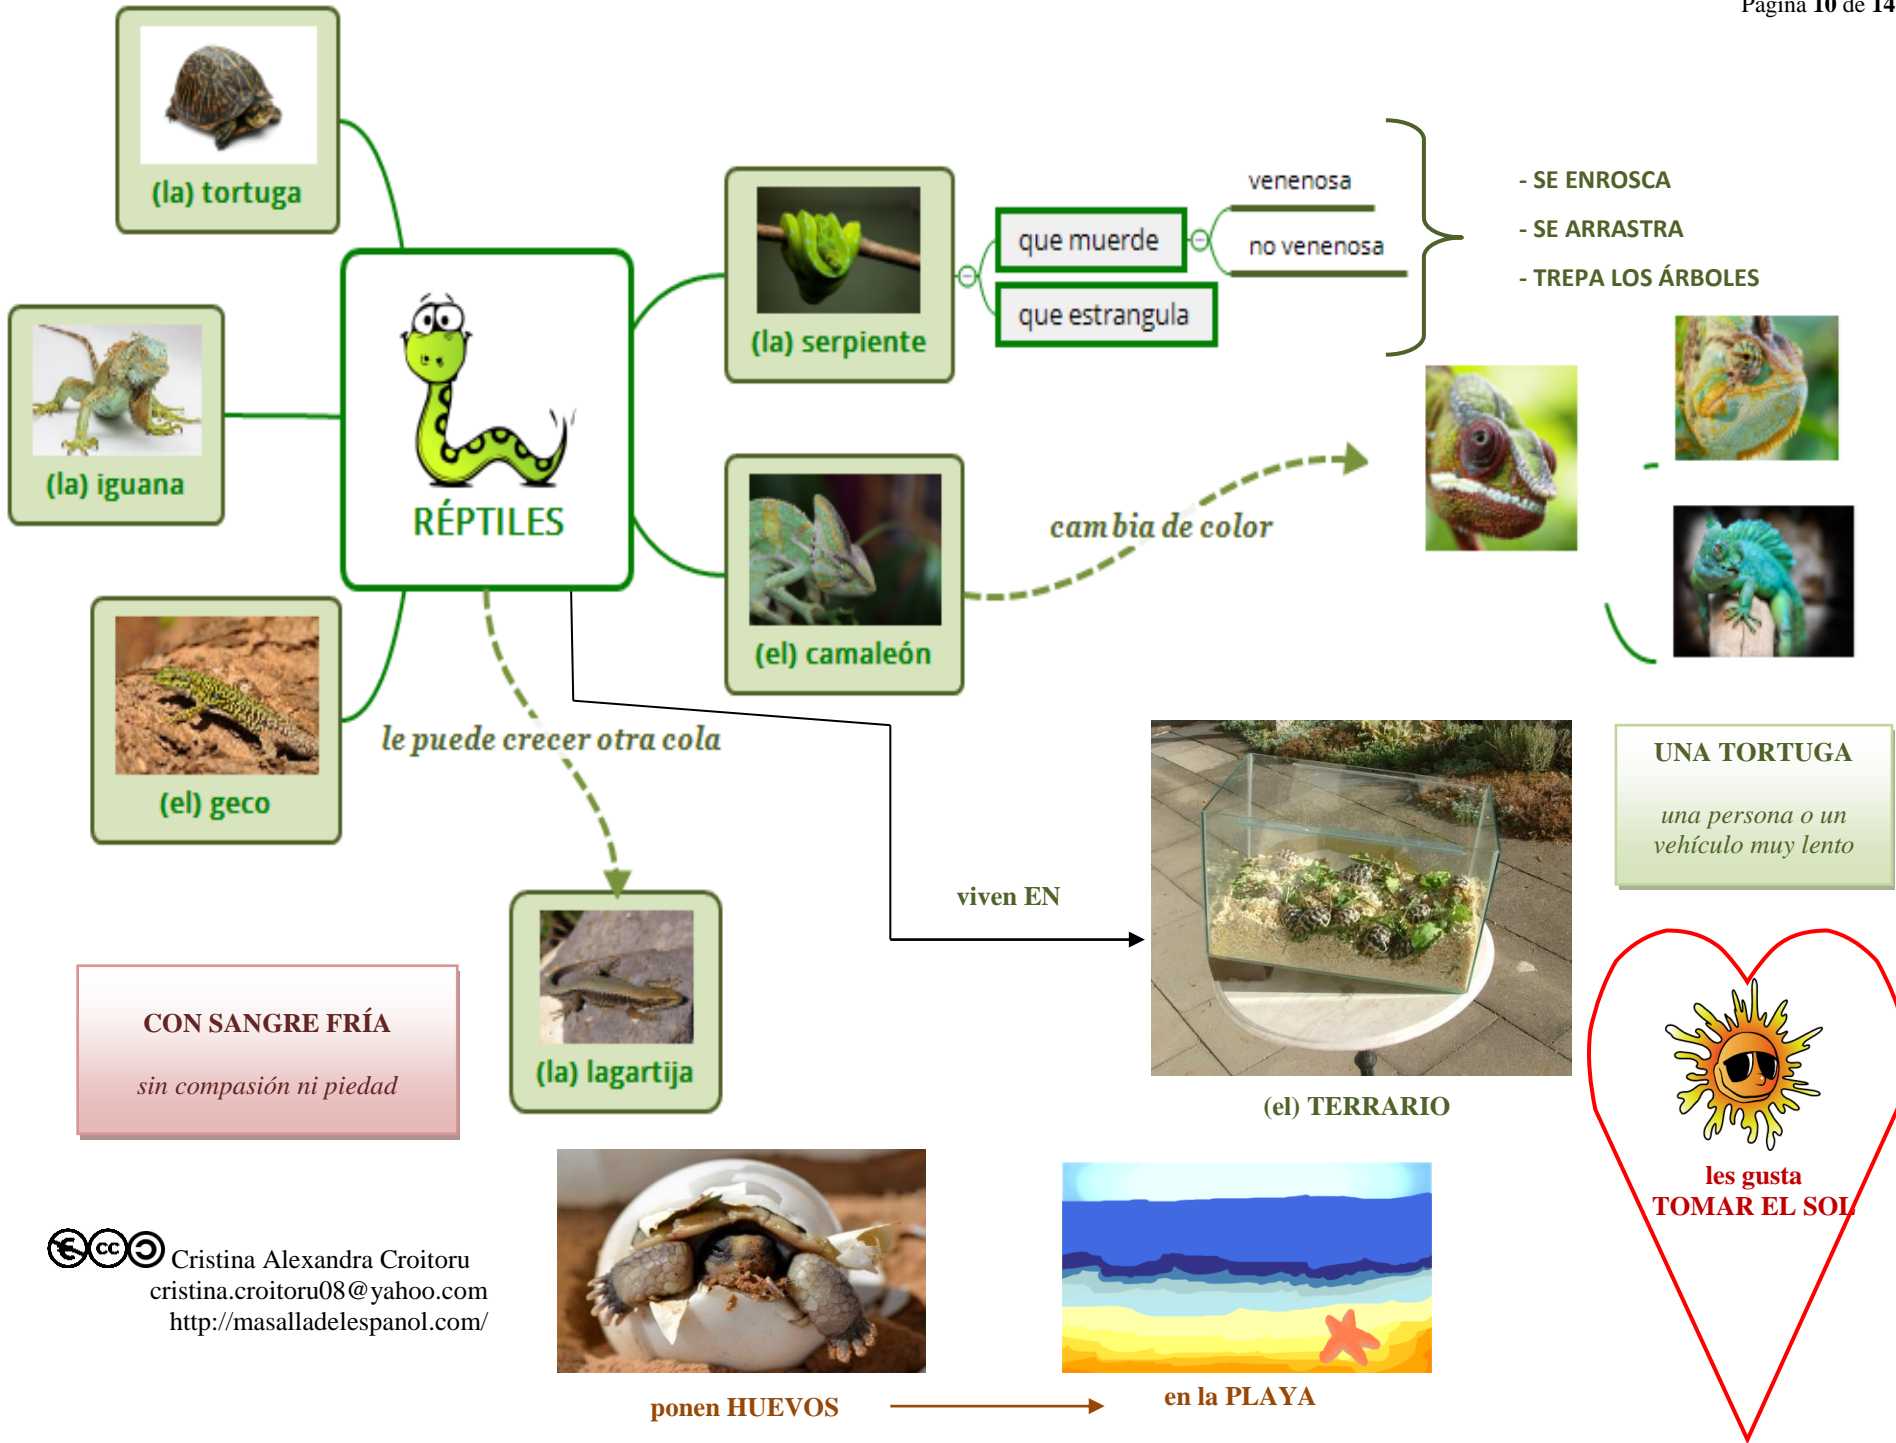 Página 10 de 14
(la) tortuga
(la) iguana
(el) geco
RÉPTILES
(la) serpiente
que muerde
que estrangula
venenosa
no venenosa
- SE ENROSCA
- SE ARRASTRA
- TREPA LOS ÁRBOLES
(el) camaleón
cambia de color
le puede crecer otra cola
(la) lagartija
viven EN
(el) TERRARIO
UNA TORTUGA
una persona o un
vehículo muy lento
CON SANGRE FRÍA
sin compasión ni piedad
les gusta
TOMAR EL SOL
cc
Cristina Alexandra Croitoru
cristina.croitoru08@yahoo.com
http://masalladelespanol.com/
ponen HUEVOS
en la PLAYA